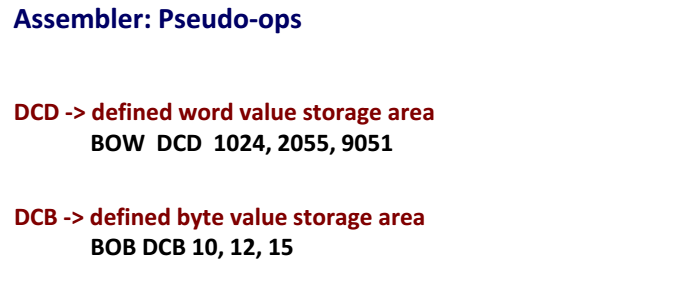 Assembler: Pseudo-ops
DCD -> defined word value storage area
BOW  DCD  1024, 2055, 9051
DCB -> defined byte value storage area
BOB DCB 10, 12, 15